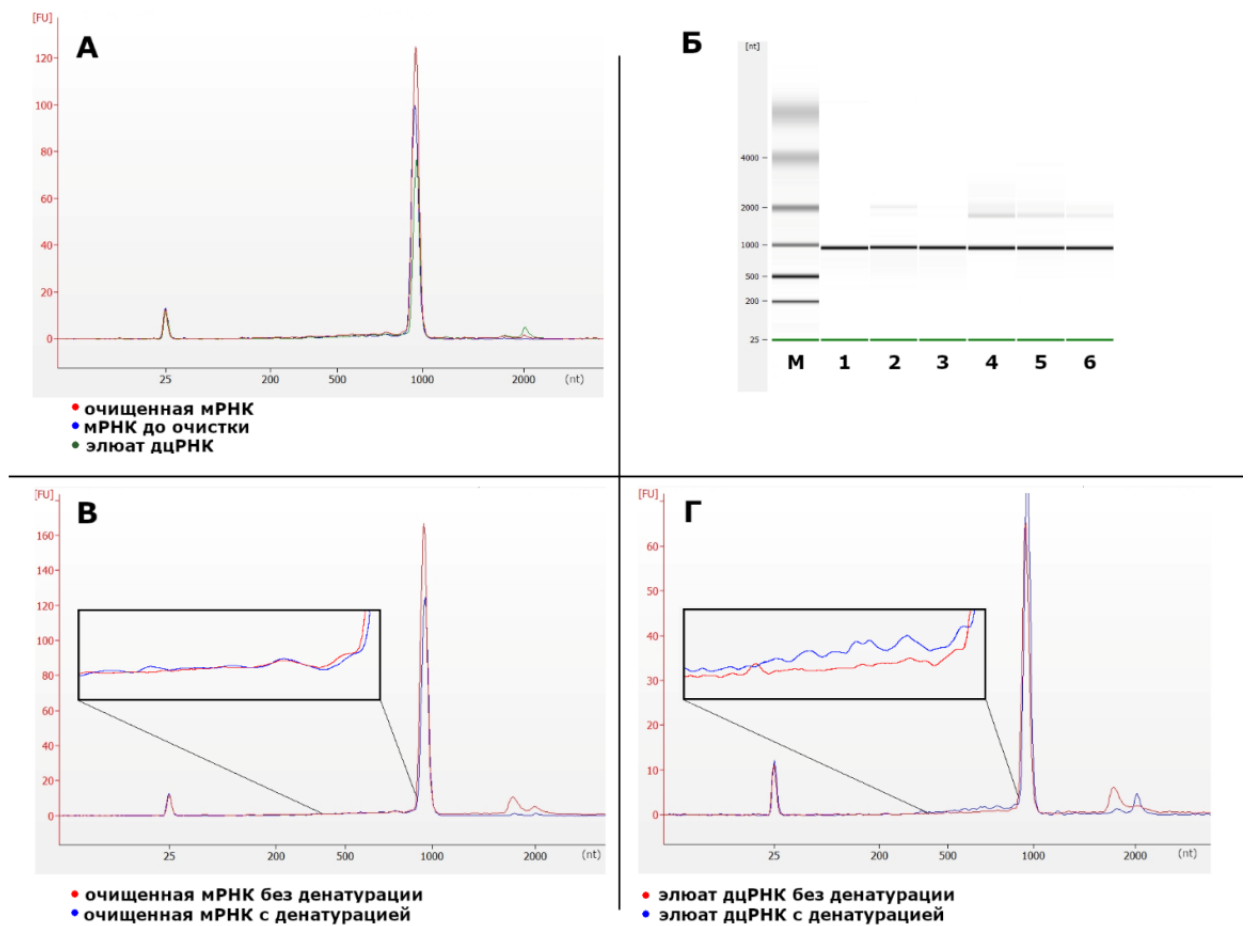 [FU]
А
120
100
80
60
40
20
0
25
200
500
1000
2000
(nt)
очищенная мРНК
мРНК до очистки
элюат дцРНК
Б
[nt]
4000
2000
1000
500
200
25
М 1 2 3 4 5 6
[FU]
В
160
140
120
100
80
60
40
20
0
25
200
500
1000
2000
(nt)
очищенная мРНК без денатурации
очищенная мРНК с денатурацией
[FU]
Г
60
50
40
30
20
10
0
25
200
500
1000
2000
(nt)
элюат дцРНК без денатурации
элюат дцРНК с денатурацией